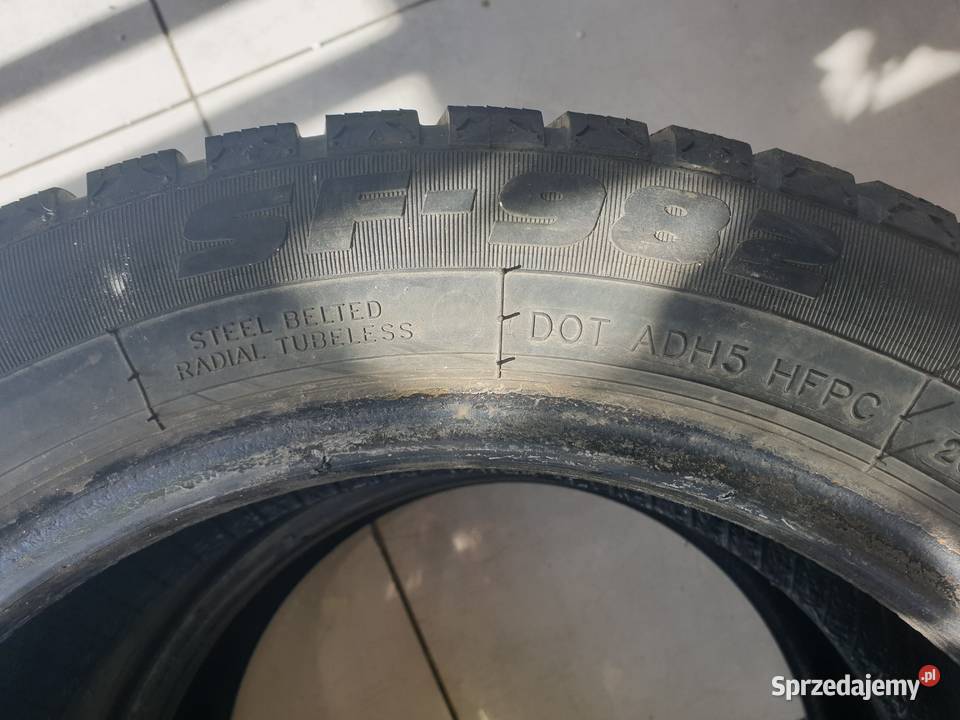 SF-982
STEEL BELTED
RADIAL TUBELESS
DOT ADH5 HFPC
Sprzedajemy.pl